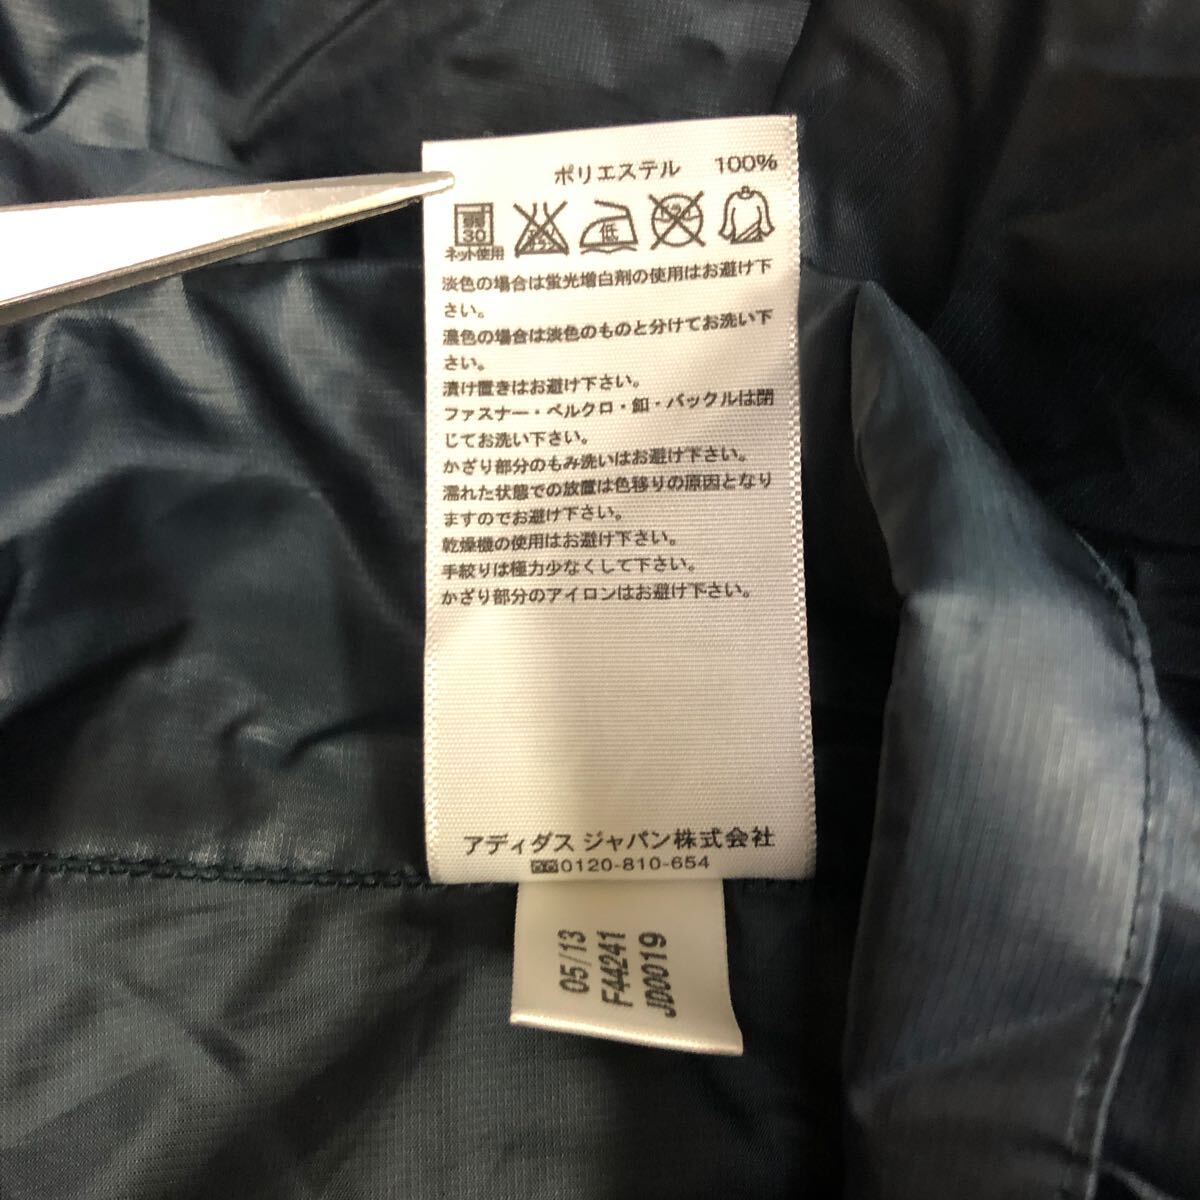 ポリエステル 100%
弱 30 低
ネット使用
淡色の場合は蛍光増白剤の使用はお避け下
さい。
濃色の場合は淡色のものと分けてお洗い下
さい。
漬け置きはお避け下さい。
ファスナー・ベルクロ・釦・バックルは閉
じてお洗い下さい。
かざり部分のもみ洗いはお避け下さい。
濡れた状態での放置は色移りの原因となり
ますのでお避け下さい。
乾燥機の使用はお避け下さい。
手絞りは極力少なくして下さい。
かざり部分のアイロンはお避け下さい。
アディダス ジャパン株式会社
0120-810-654
05/13
F44241
JD0019